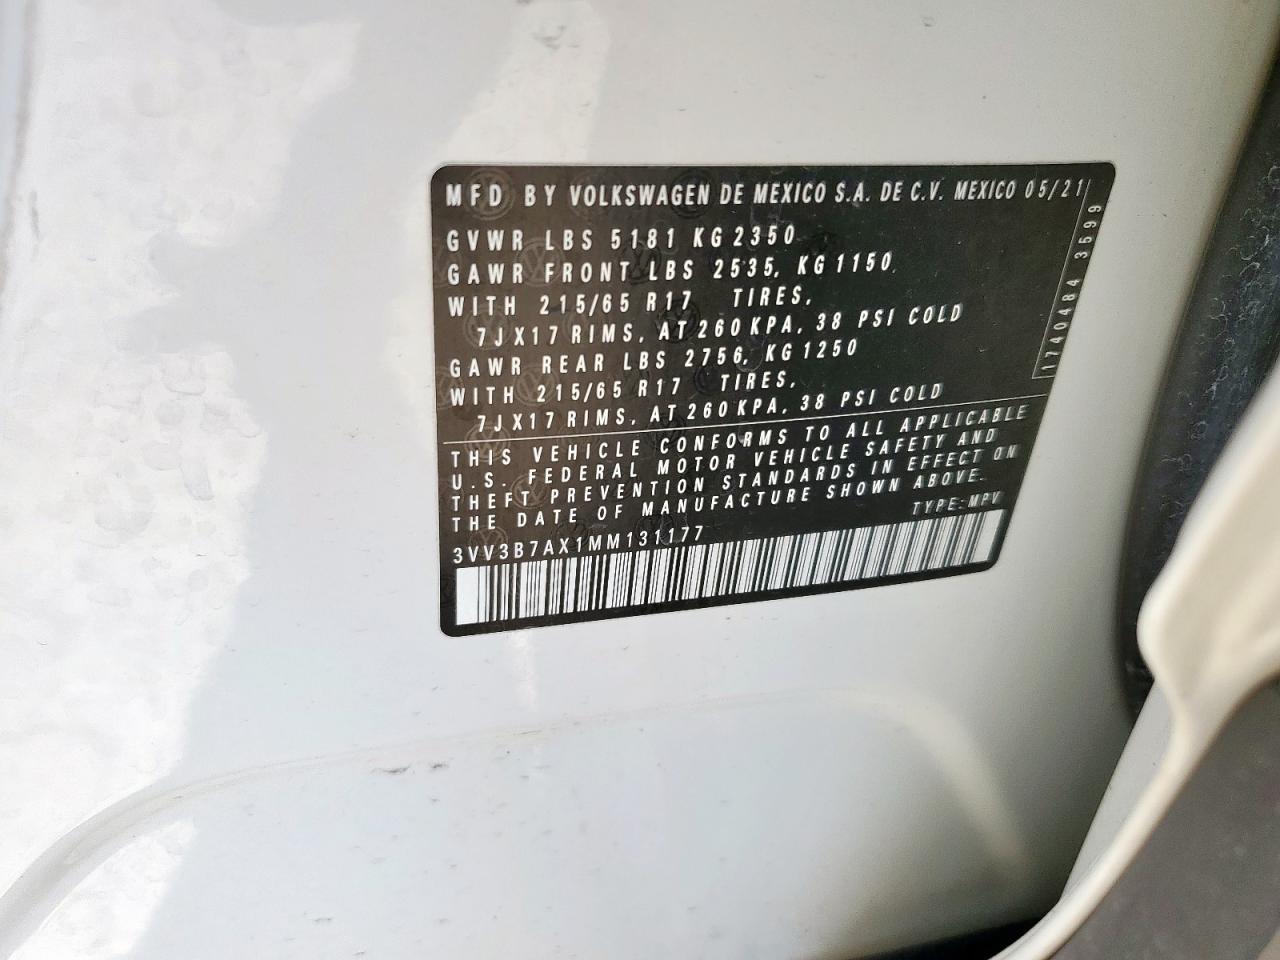 MFD BY VOLKSWAGEN DE MEXICO S.A. DE C.V. MEXICO 05/21
GVWR LBS 5181 KG 2350
GAWR FRONT LBS 2535, KG 1150,
WITH 215/65 R17 TIRES,
7JX17 RIMS, AT 260 KPA, 38 PSI COLD
GAWR REAR LBS 2756, KG 1250
WITH 215/65 R17 TIRES,
7JX17 RIMS, AT 260 KPA, 38 PSI COLD
THIS VEHICLE CONFORMS TO ALL APPLICABLE
U.S. FEDERAL MOTOR VEHICLE SAFETY AND
THEFT PREVENTION STANDARDS IN EFFECT ON
THE DATE OF MANUFACTURE SHOWN ABOVE.
TYPE:MPV
3VV3B7AX1MM131177
1740484 3599